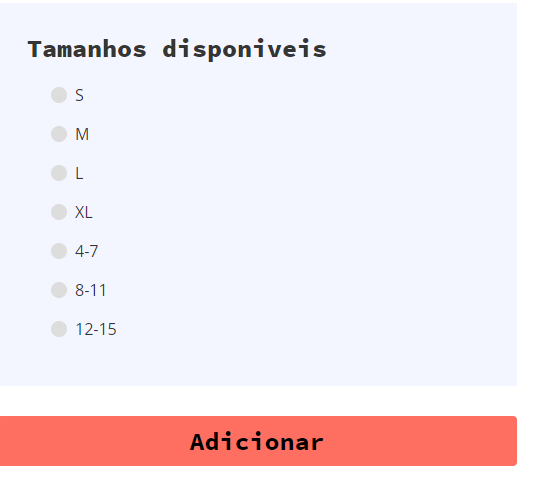 Tamanhos disponiveis
S
M
L
XL
4-7
8-11
12-15
Adicionar